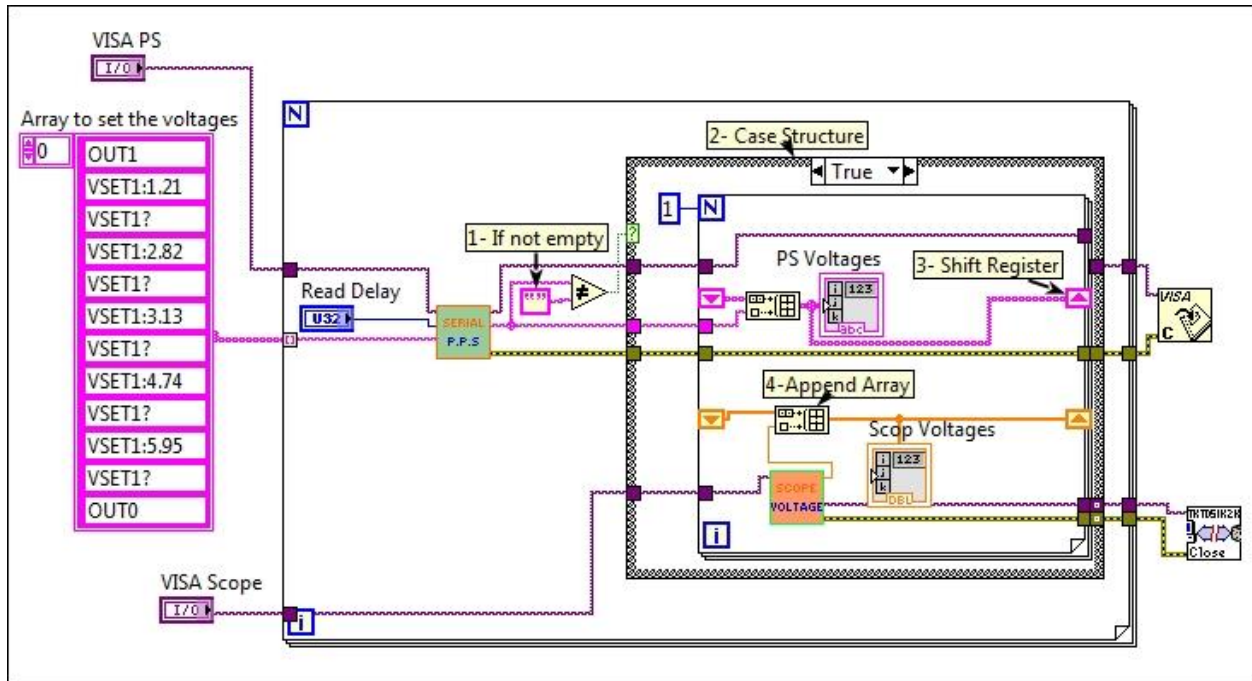 VISA PS
I/O
Array to set the voltages
0
OUT1
VSET1:1.21
VSET1?
VSET1:2.82
VSET1?
VSET1:3.13
VSET1?
VSET1:4.74
VSET1?
VSET1:5.95
VSET1?
OUT0
VISA Scope
I/O
N
i
Read Delay
U32
SERIAL
P.P.S
1- If not empty
""
≠
?
2- Case Structure
True
1
N
PS Voltages
i 123
j
k
abc
3- Shift Register
4-Append Array
Scop Voltages
i 123
j
k
DBL
SCOPE
VOLTAGE
i
VISA
C
Close